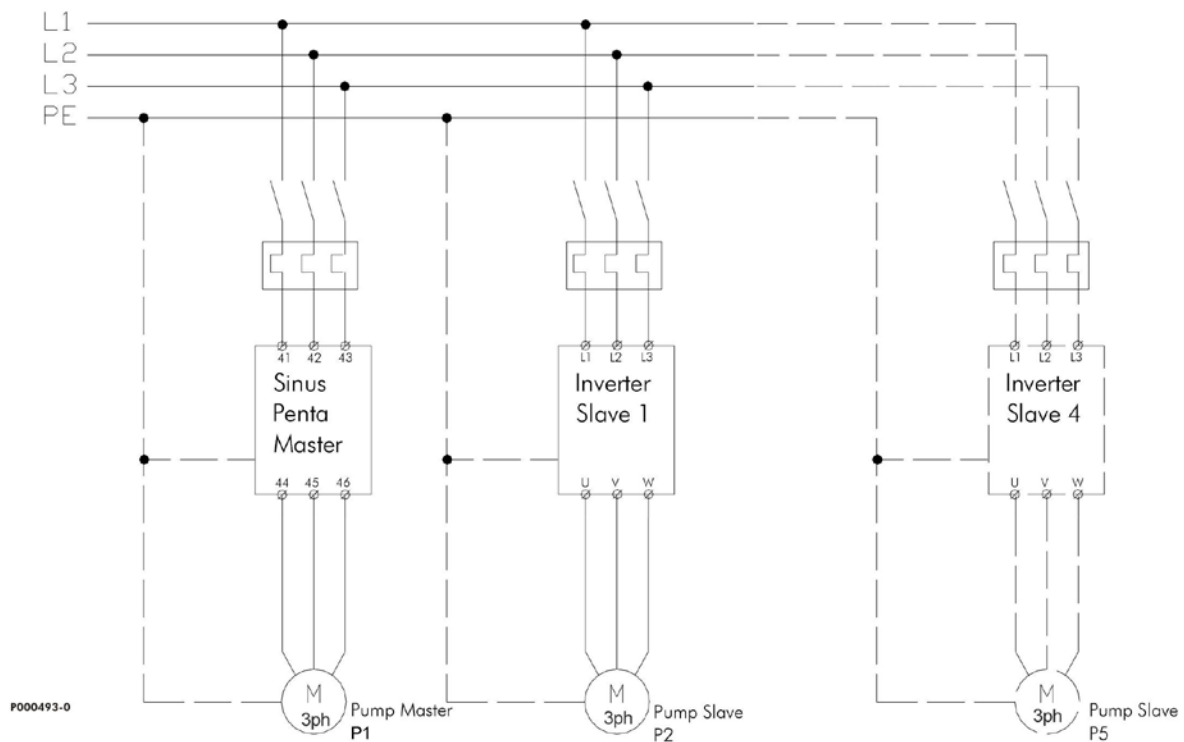 L1
L2
L3
PE
41 42 43
Sinus
Penta
Master
44 45 46
L1 L2 L3
Inverter
Slave 1
U V W
L1 L2 L3
Inverter
Slave 4
U V W
M
3ph
Pump Master
P1
M
3ph
Pump Slave
P2
M
3ph
Pump Slave
P5
P000493-0